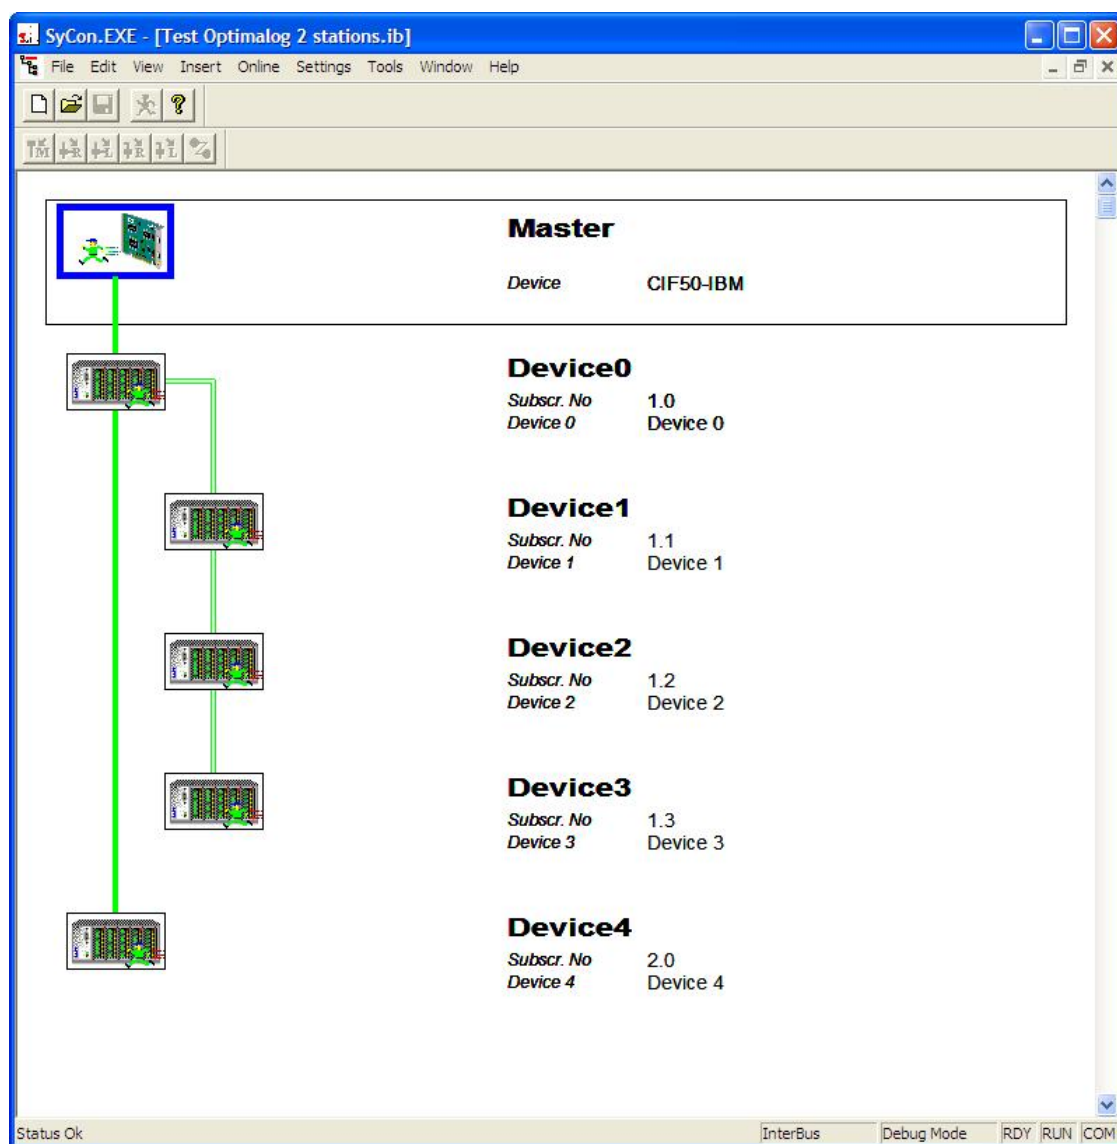 SyCon.EXE - [Test Optimalog 2 stations.ib]
File Edit View Insert Online Settings Tools Window Help
Master
Device CIF50-IBM
Device0
Subscr. No 1.0
Device 0 Device 0
Device1
Subscr. No 1.1
Device 1 Device 1
Device2
Subscr. No 1.2
Device 2 Device 2
Device3
Subscr. No 1.3
Device 3 Device 3
Device4
Subscr. No 2.0
Device 4 Device 4
Status Ok InterBus Debug Mode RDY RUN COM